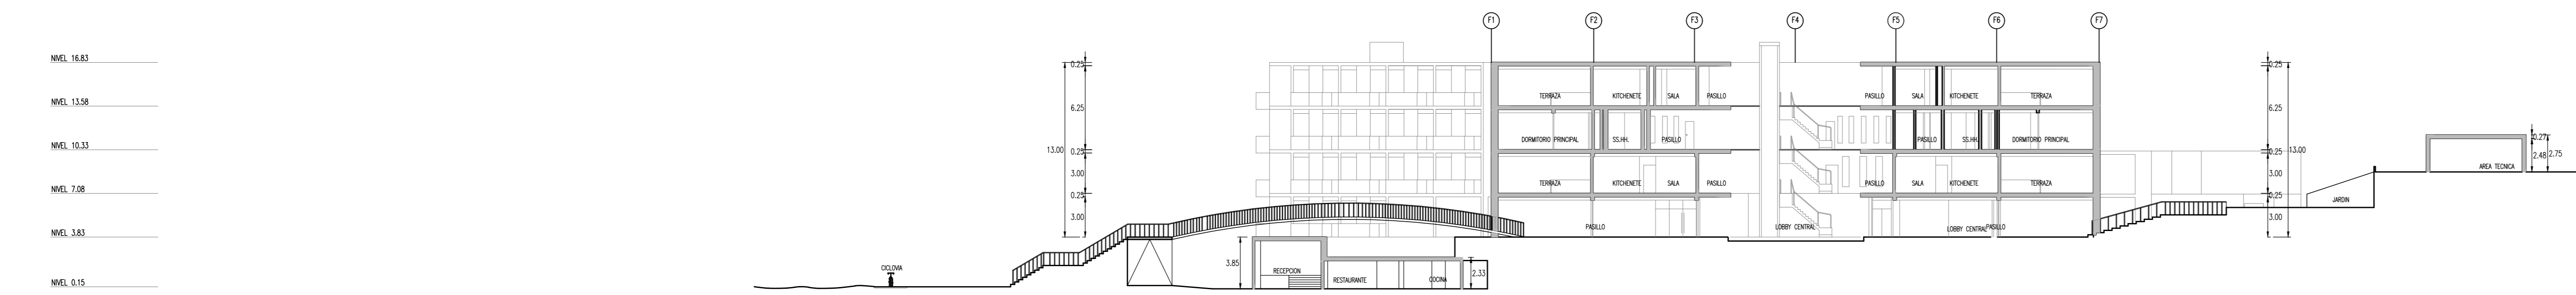 F1 F2 F3 F4 F5 F6 F7
NIVEL 16.83
0.25 0.25
TERRAZA KITCHENETE SALA PASILLO PASILLO SALA KITCHENETE TERRAZA
NIVEL 13.58
6.25 6.25
DORMITORIO PRINCIPAL SS.HH. PASILLO PASILLO SS.HH. DORMITORIO PRINCIPAL
0.27
NIVEL 10.33
13.00 0.25 0.25 13.00
2.48 2.75
AREA TECNICA
3.00 3.00
TERRAZA KITCHENETE SALA PASILLO PASILLO SALA KITCHENETE TERRAZA
NIVEL 7.08
0.25 0.25
JARDIN
3.00 3.00
PASILLO LOBBY CENTRAL LOBBY CENTRAL PASILLO
NIVEL 3.83
3.85
CICLOVIA RECEPCION 2.33
RESTAURANTE COCINA
NIVEL 0.15